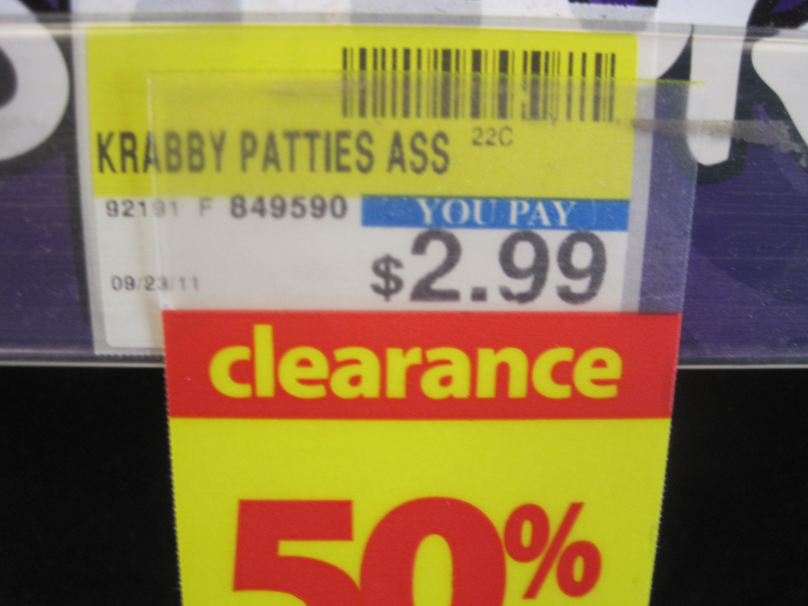 KRABBY PATTIES ASS 22C
92191 F 849590 YOU PAY
09/23/11 $2.99
clearance
50%